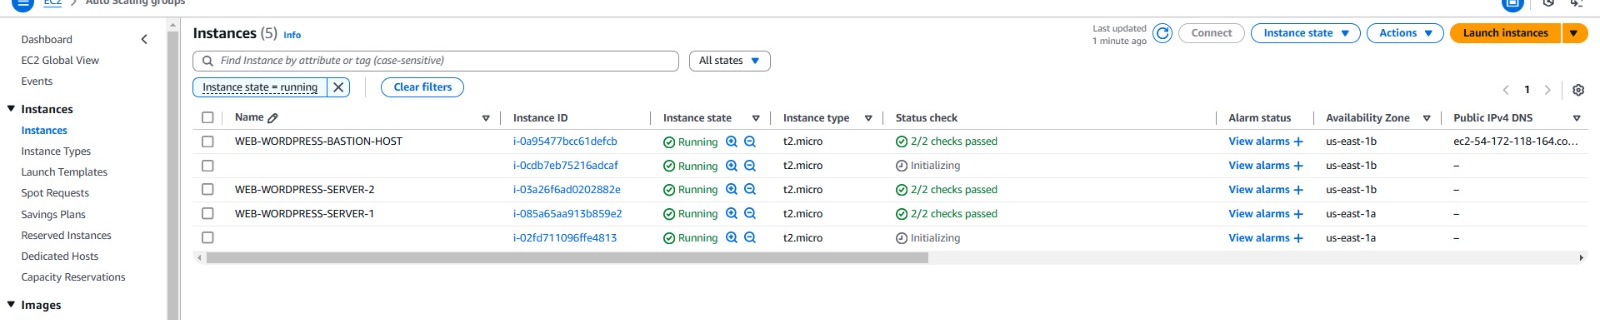 EC2 > Auto Scaling groups
Dashboard
EC2 Global View
Events
Instances
Instances
Instance Types
Launch Templates
Spot Requests
Savings Plans
Reserved Instances
Dedicated Hosts
Capacity Reservations
Images
Instances (5) Info
Last updated
1 minute ago
Connect
Instance state
Actions
Launch instances
Find Instance by attribute or tag (case-sensitive)
All states
Instance state = running
Clear filters
1
Name Instance ID Instance state Instance type Status check Alarm status Availability Zone Public IPv4 DNS
WEB-WORDPRESS-BASTION-HOST i-0a95477bcc61defcb Running t2.micro 2/2 checks passed View alarms + us-east-1b ec2-54-172-118-164.co...
i-0cdb7eb75216adcaf Running t2.micro Initializing View alarms + us-east-1b –
WEB-WORDPRESS-SERVER-2 i-03a26f6ad0202882e Running t2.micro 2/2 checks passed View alarms + us-east-1b –
WEB-WORDPRESS-SERVER-1 i-085a65aa913b859e2 Running t2.micro 2/2 checks passed View alarms + us-east-1a –
i-02fd711096ffe4813 Running t2.micro Initializing View alarms + us-east-1a –